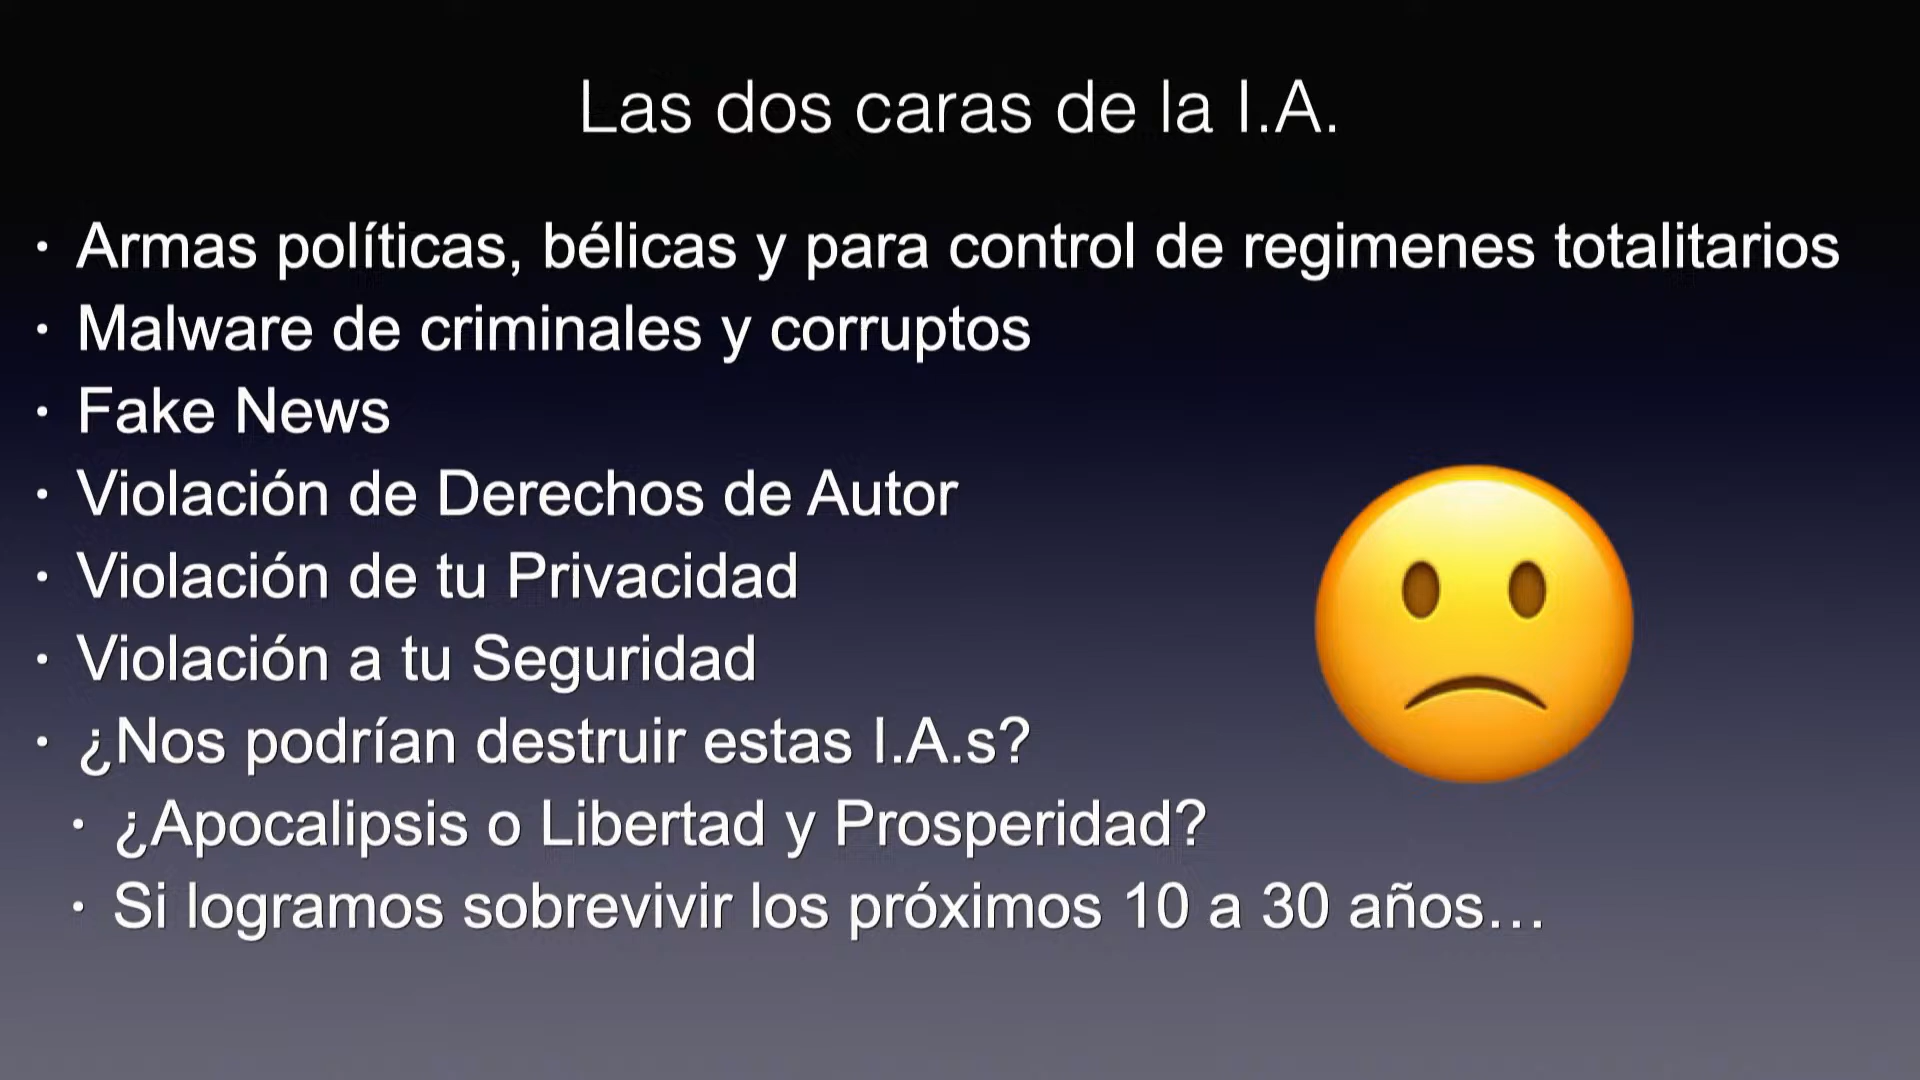 Las dos caras de la I.A.
· Armas políticas, bélicas y para control de regimenes totalitarios
· Malware de criminales y corruptos
· Fake News
· Violación de Derechos de Autor
· Violación de tu Privacidad
· Violación a tu Seguridad
· ¿Nos podrían destruir estas I.A.s?
· ¿Apocalipsis o Libertad y Prosperidad?
· Si logramos sobrevivir los próximos 10 a 30 años…